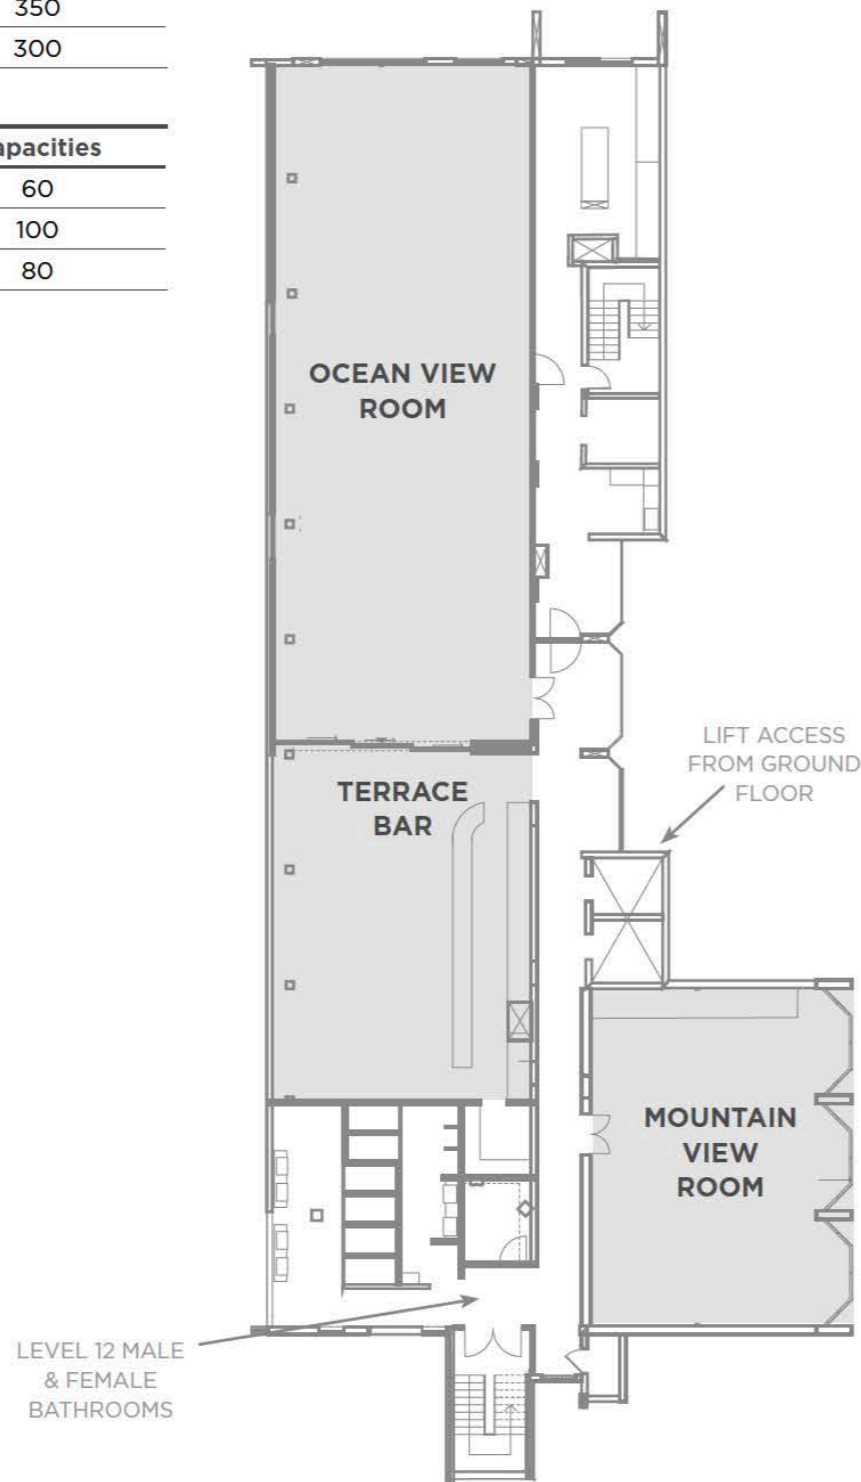 350
300
apacities
60
100
80
OCEAN VIEW
ROOM
TERRACE
BAR
LIFT ACCESS
FROM GROUND
FLOOR
MOUNTAIN
VIEW
ROOM
LEVEL 12 MALE
& FEMALE
BATHROOMS